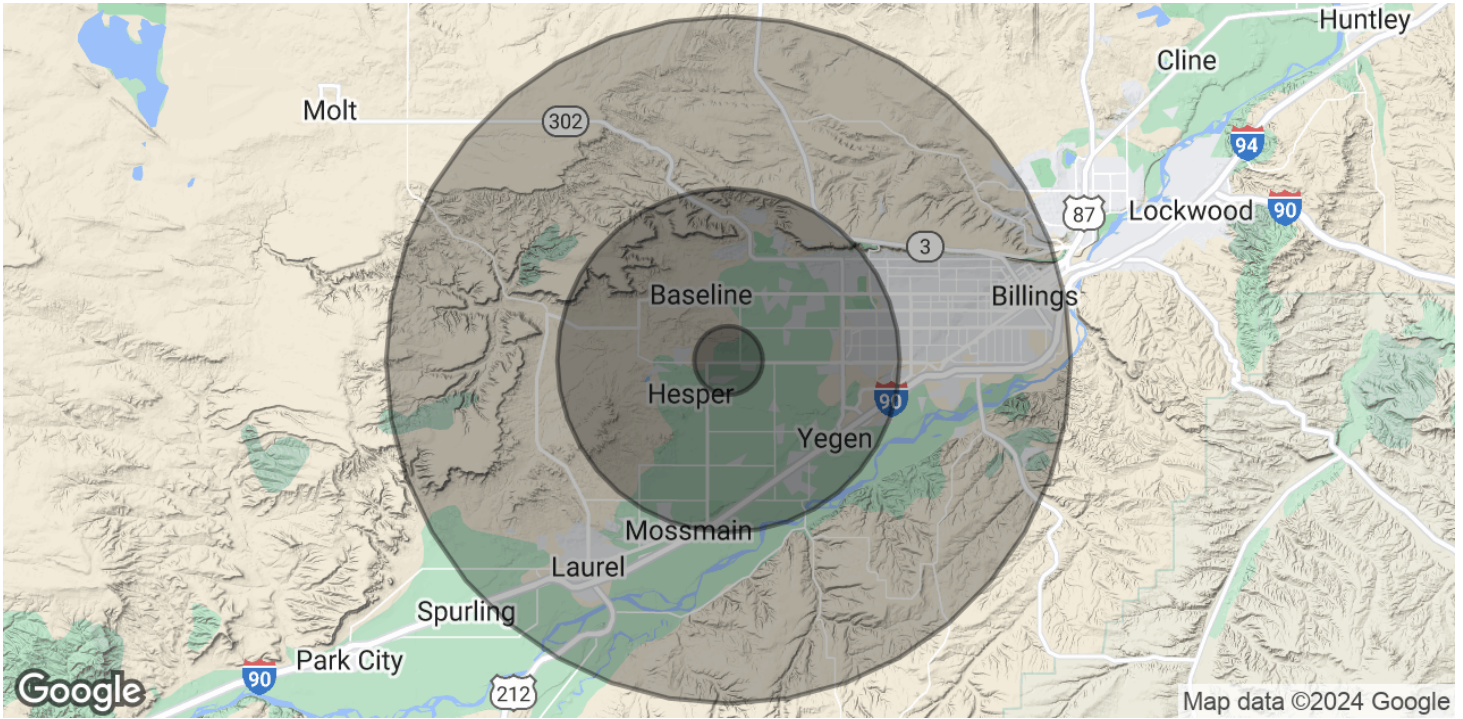 Huntley
Cline
Molt
302
94
Lockwood
90
87
3
Baseline
Billings
Hesper
90
Yegen
Mossmain
Laurel
Spurling
Park City
90
212
Google
Map data ©2024 Google